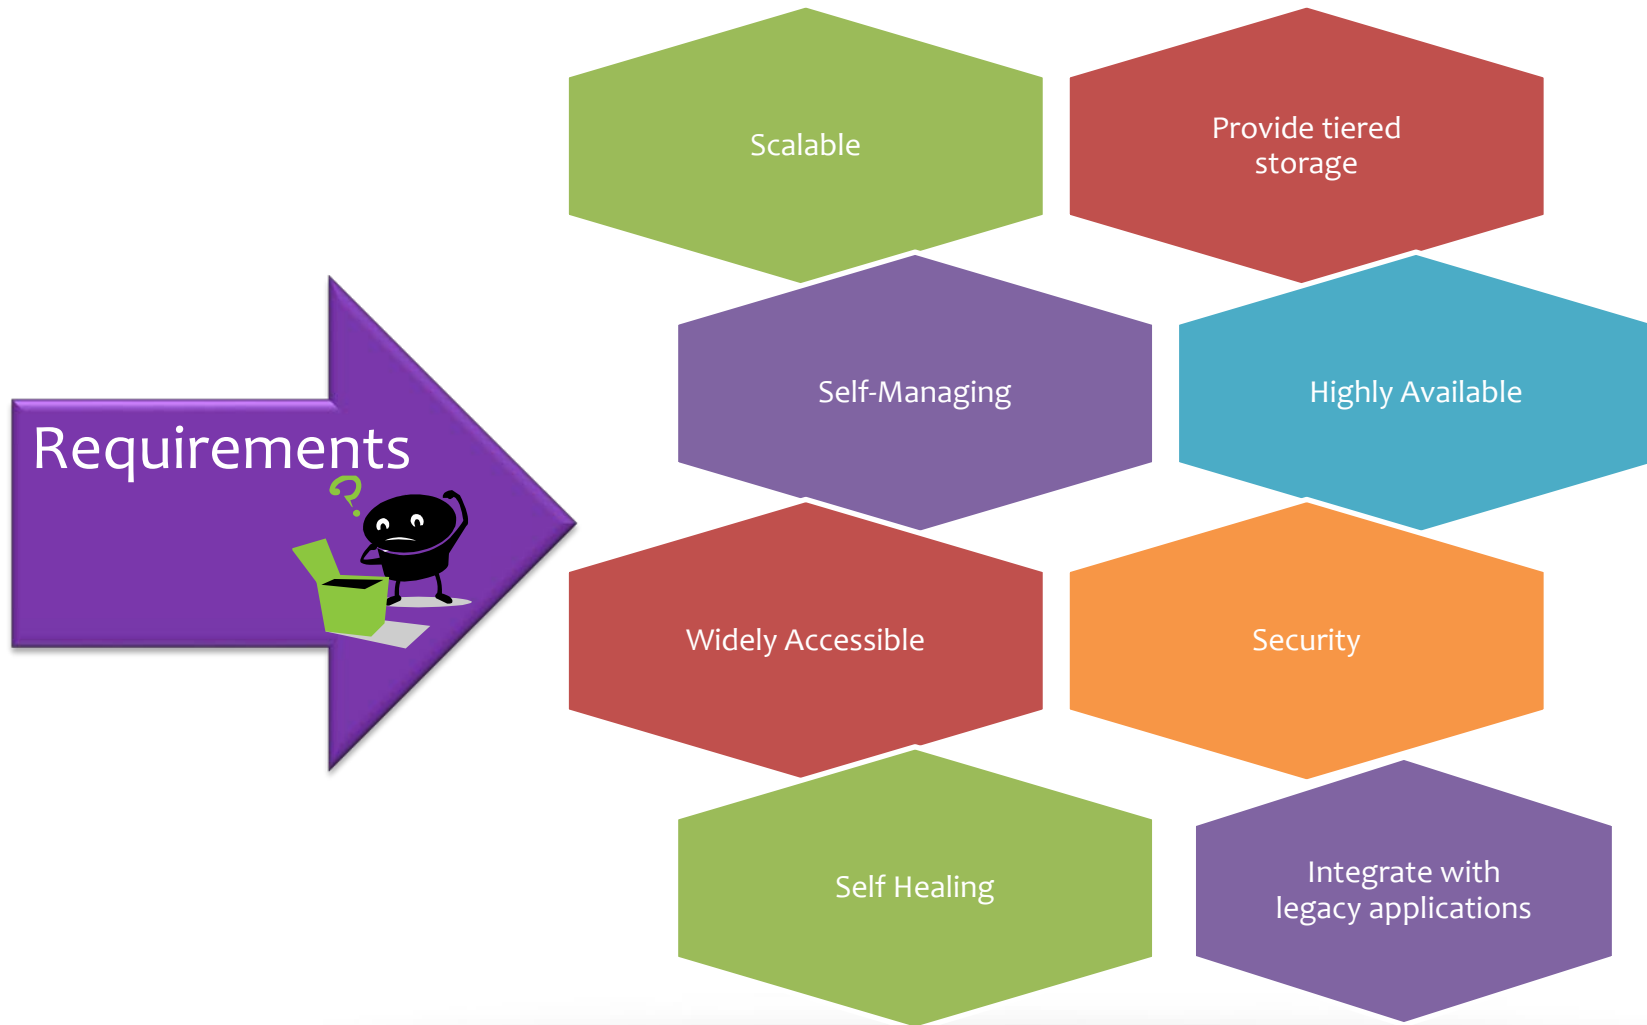 Requirements
Scalable
Provide tiered
storage
Self-Managing
Highly Available
Widely Accessible
Security
Self Healing
Integrate with
legacy applications
?